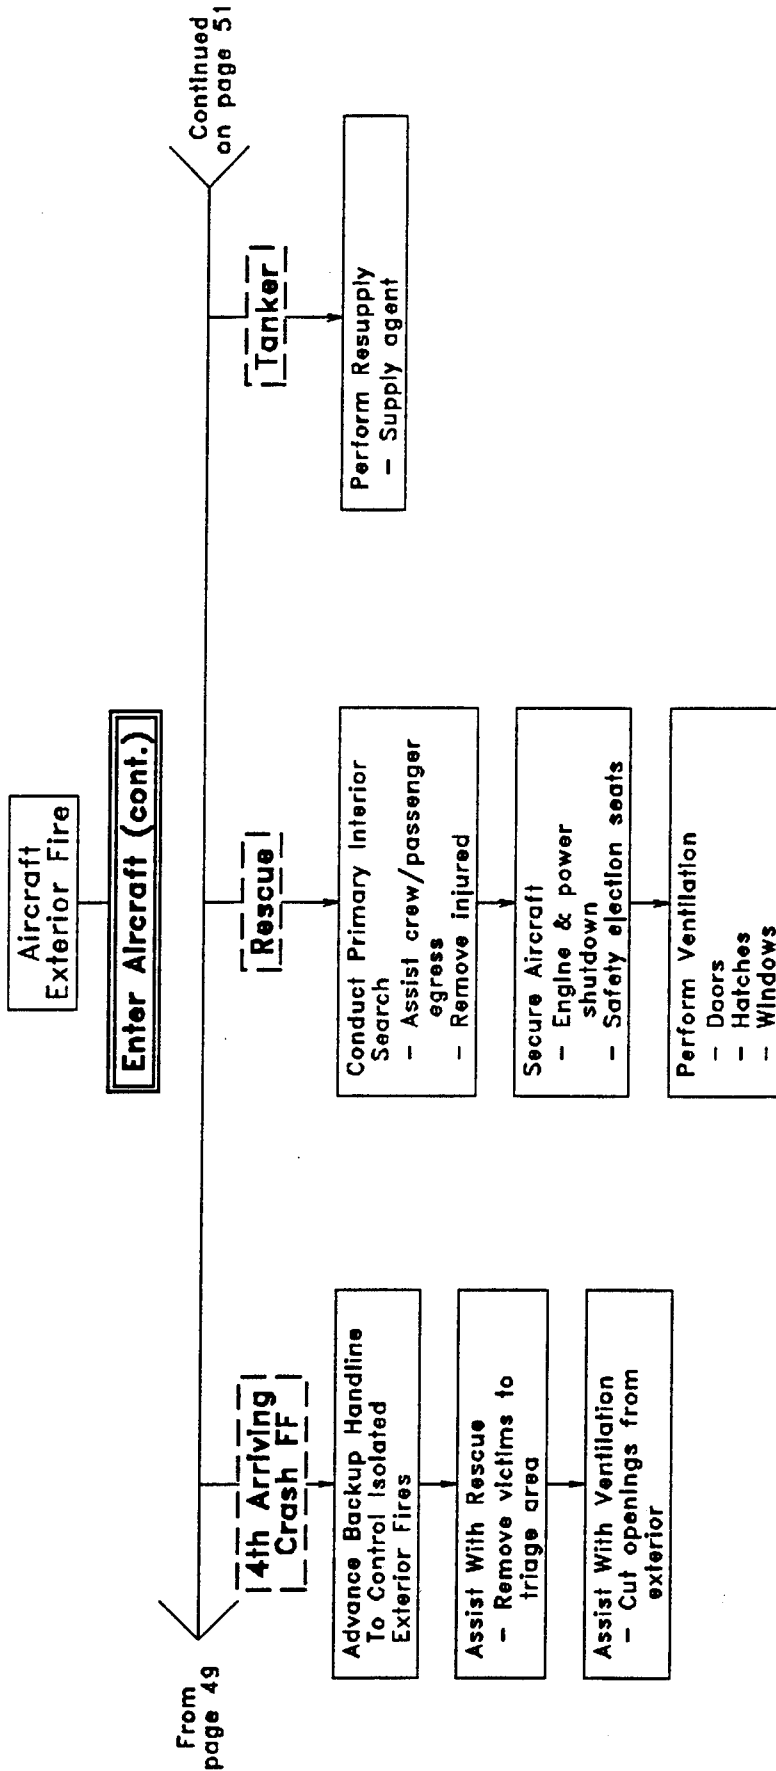 Aircraft
Exterior Fire
Enter Aircraft (cont.)
From
page 49
Continued
on page 51
4th Arriving
Crash FF
Advance Backup Handline
To Control Isolated
Exterior Fires
Assist With Rescue
- Remove victims to
triage area
Assist With Ventilation
- Cut openings from
exterior
Rescue
Conduct Primary Interior
Search
- Assist crew/passenger
egress
- Remove injured
Secure Aircraft
- Engine & power
shutdown
- Safety ejection seats
Perform Ventilation
- Doors
- Hatches
- Windows
Tanker
Perform Resupply
- Supply agent